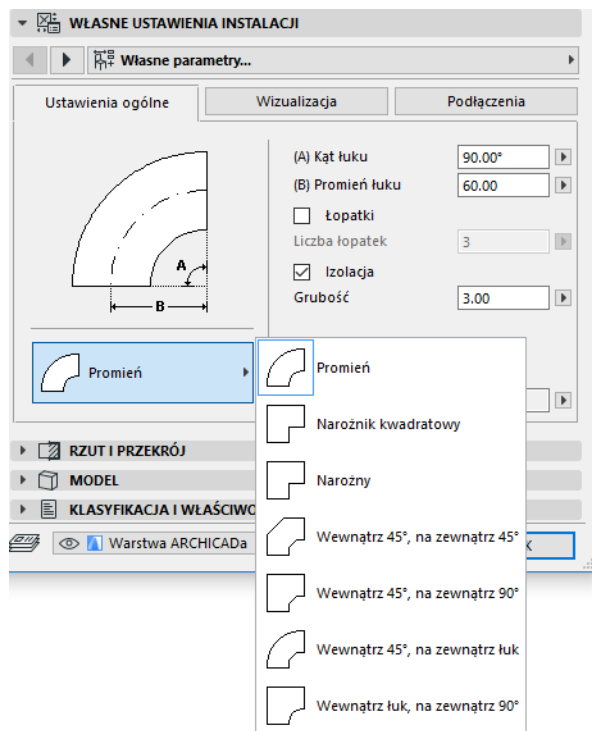 WŁASNE USTAWIENIA INSTALACJI
Własne parametry...
Ustawienia ogólne
Wizualizacja
Podłączenia
(A) Kąt łuku
90.00°
(B) Promień łuku
60.00
Łopatki
Liczba łopatek
3
Izolacja
Grubość
3.00
A
B
Promień
Promień
Narożnik kwadratowy
Narożny
Wewnątrz 45°, na zewnątrz 45°
Wewnątrz 45°, na zewnątrz 90°
Wewnątrz 45°, na zewnątrz łuk
Wewnątrz łuk, na zewnątrz 90°
RZUT I PRZEKRÓJ
MODEL
KLASYFIKACJA I WŁAŚCIWO
Warstwa ARCHICADa
K